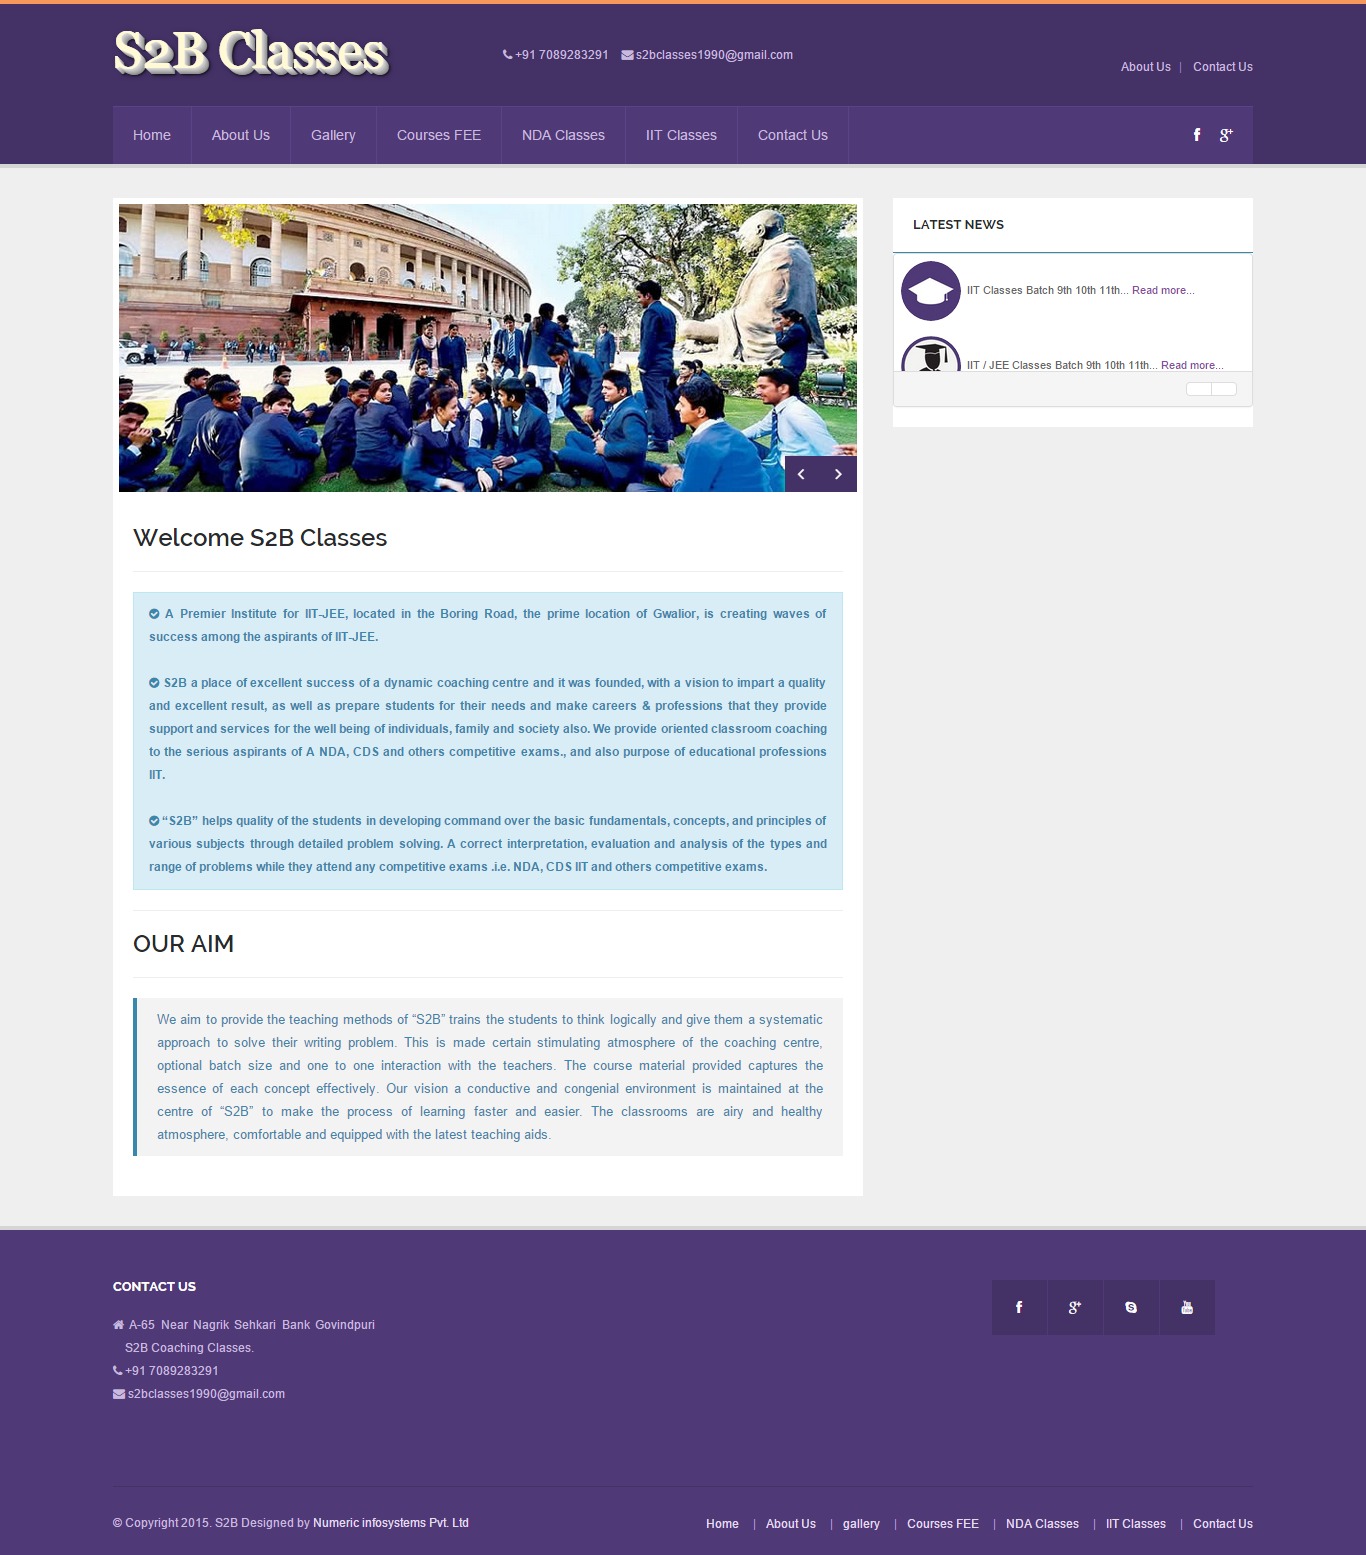 S2B Classes
+91 7089283291 s2bclasses1990@gmail.com
About Us | Contact Us
Home About Us Gallery Courses FEE NDA Classes IIT Classes Contact Us
LATEST NEWS
IIT Classes Batch 9th 10th 11th... Read more...
IIT / JEE Classes Batch 9th 10th 11th... Read more...
Welcome S2B Classes
A Premier Institute for IIT-JEE, located in the Boring Road, the prime location of Gwalior, is creating waves of
success among the aspirants of IIT-JEE.
S2B a place of excellent success of a dynamic coaching centre and it was founded, with a vision to impart a quality
and excellent result, as well as prepare students for their needs and make careers & professions that they provide
support and services for the well being of individuals, family and society also. We provide oriented classroom coaching
to the serious aspirants of A NDA, CDS and others competitive exams., and also purpose of educational professions
IIT.
“S2B” helps quality of the students in developing command over the basic fundamentals, concepts, and principles of
various subjects through detailed problem solving. A correct interpretation, evaluation and analysis of the types and
range of problems while they attend any competitive exams .i.e. NDA, CDS IIT and others competitive exams.
OUR AIM
We aim to provide the teaching methods of “S2B” trains the students to think logically and give them a systematic
approach to solve their writing problem. This is made certain stimulating atmosphere of the coaching centre,
optional batch size and one to one interaction with the teachers. The course material provided captures the
essence of each concept effectively. Our vision a conductive and congenial environment is maintained at the
centre of “S2B” to make the process of learning faster and easier. The classrooms are airy and healthy
atmosphere, comfortable and equipped with the latest teaching aids.
CONTACT US
A-65 Near Nagrik Sehkari Bank Govindpuri
S2B Coaching Classes.
+91 7089283291
s2bclasses1990@gmail.com
© Copyright 2015. S2B Designed by Numeric infosystems Pvt. Ltd
Home | About Us | gallery | Courses FEE | NDA Classes | IIT Classes | Contact Us